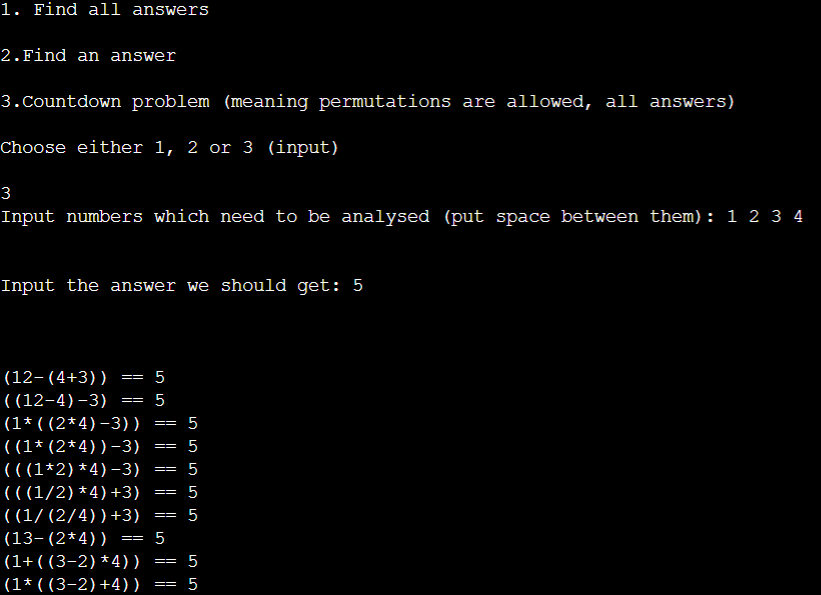 1. Find all answers
2.Find an answer
3.Countdown problem (meaning permutations are allowed, all answers)
Choose either 1, 2 or 3 (input)
3
Input numbers which need to be analysed (put space between them): 1 2 3 4
Input the answer we should get: 5
(12-(4+3)) == 5
((12-4)-3) == 5
(1*((2*4)-3)) == 5
((1*(2*4))-3) == 5
(((1*2)*4)-3) == 5
(((1/2)*4)+3) == 5
((1/(2/4))+3) == 5
(13-(2*4)) == 5
(1+((3-2)*4)) == 5
(1*((3-2)+4)) == 5